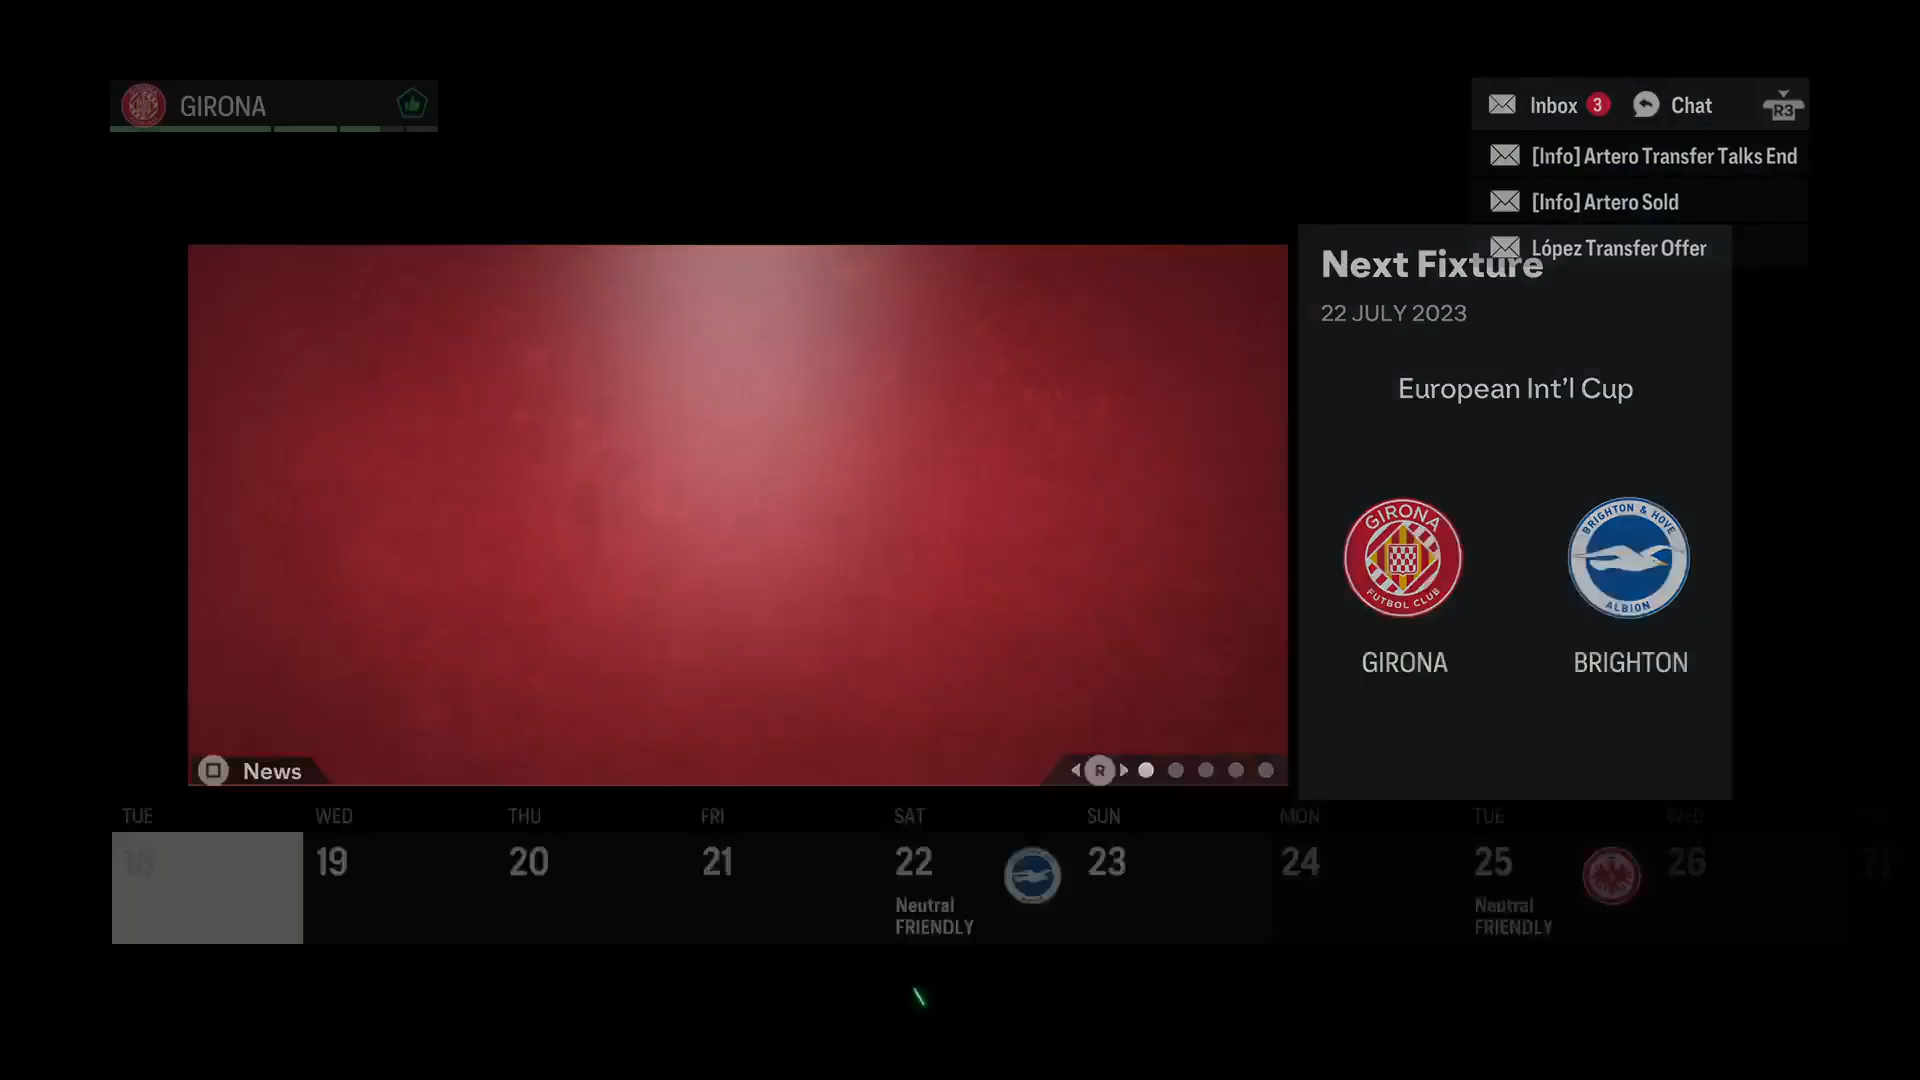 GIRONA
Inbox 3 Chat R3
[Info] Artero Transfer Talks End
[Info] Artero Sold
López Transfer Offer
Next Fixture
22 JULY 2023
European Int'l Cup
GIRONA
FUTBOL CLUB
BRIGHTON & HOVE
ALBION
GIRONA
BRIGHTON
News
R
TUE WED THU FRI SAT SUN MON TUE WED
18 19 20 21 22 23 24 25 26 27
Neutral
FRIENDLY
Neutral
FRIENDLY